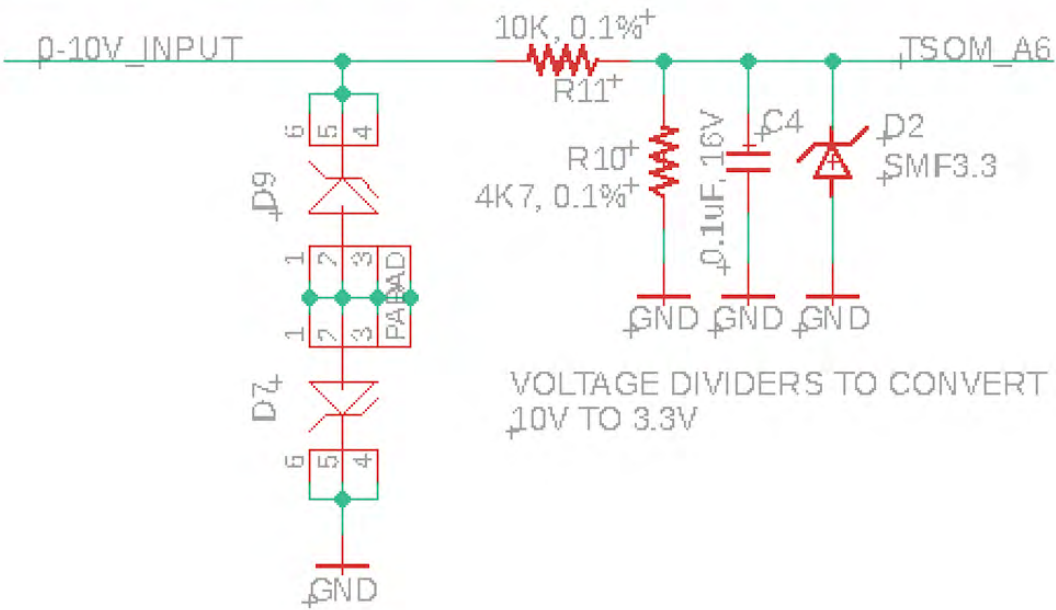 10K, 0.1%
0-10V_INPUT
TSOM_A6
R11
6 5 4
C4
D2
R10
SMF3.3
4K7, 0.1%
0.1uF, 16V
D9
1 2 3 PAD
GND GND GND
1 2 3 PAD
VOLTAGE DIVIDERS TO CONVERT
10V TO 3.3V
D7
6 5 4
GND